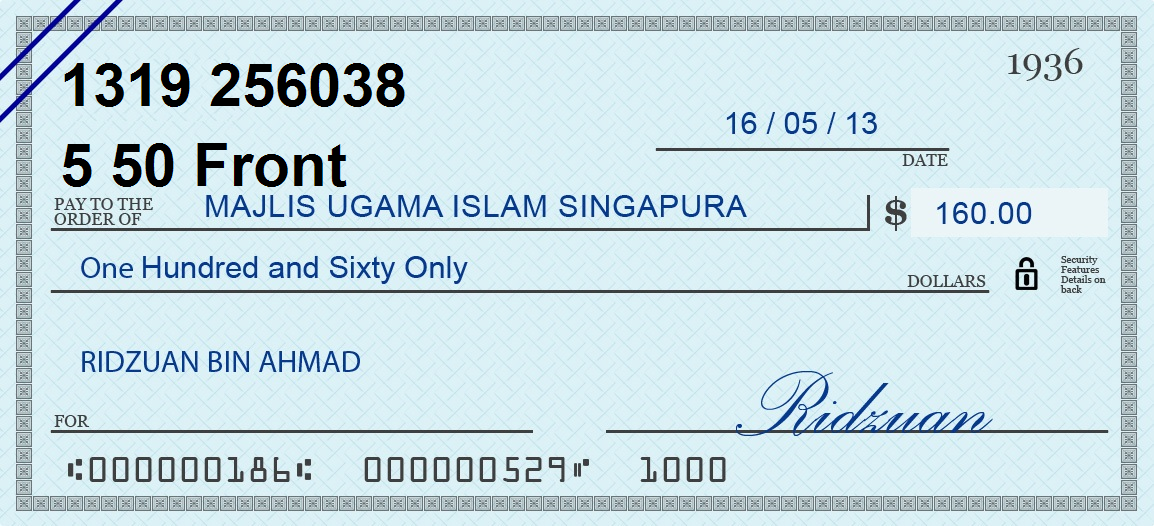 1936
1319 256038
16 / 05 / 13
DATE
5 50 Front
PAY TO THE
ORDER OF
MAJLIS UGAMA ISLAM SINGAPURA
$ 160.00
One Hundred and Sixty Only
DOLLARS
Security
Features
Details on
back
RIDZUAN BIN AHMAD
FOR
Ridzuan
⑆000000186⑆ 000000529⑈ 1000